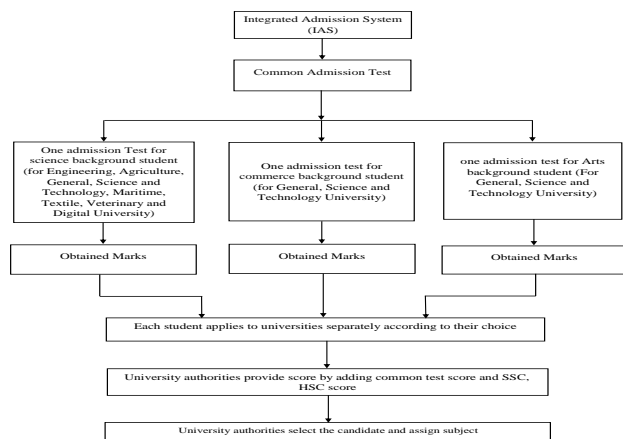 Integrated Admission System
(IAS)
Common Admission Test
One admission Test for
science background student
(for Engineering, Agriculture,
General, Science and
Technology, Maritime,
Textile, Veterinary and
Digital University)
One admission test for
commerce background student
(for General, Science and
Technology University)
one admission test for Arts
background student (For
General, Science and
Technology University)
Obtained Marks
Obtained Marks
Obtained Marks
Each student applies to universities separately according to their choice
University authorities provide score by adding common test score and SSC,
HSC score
University authorities select the candidate and assign subject